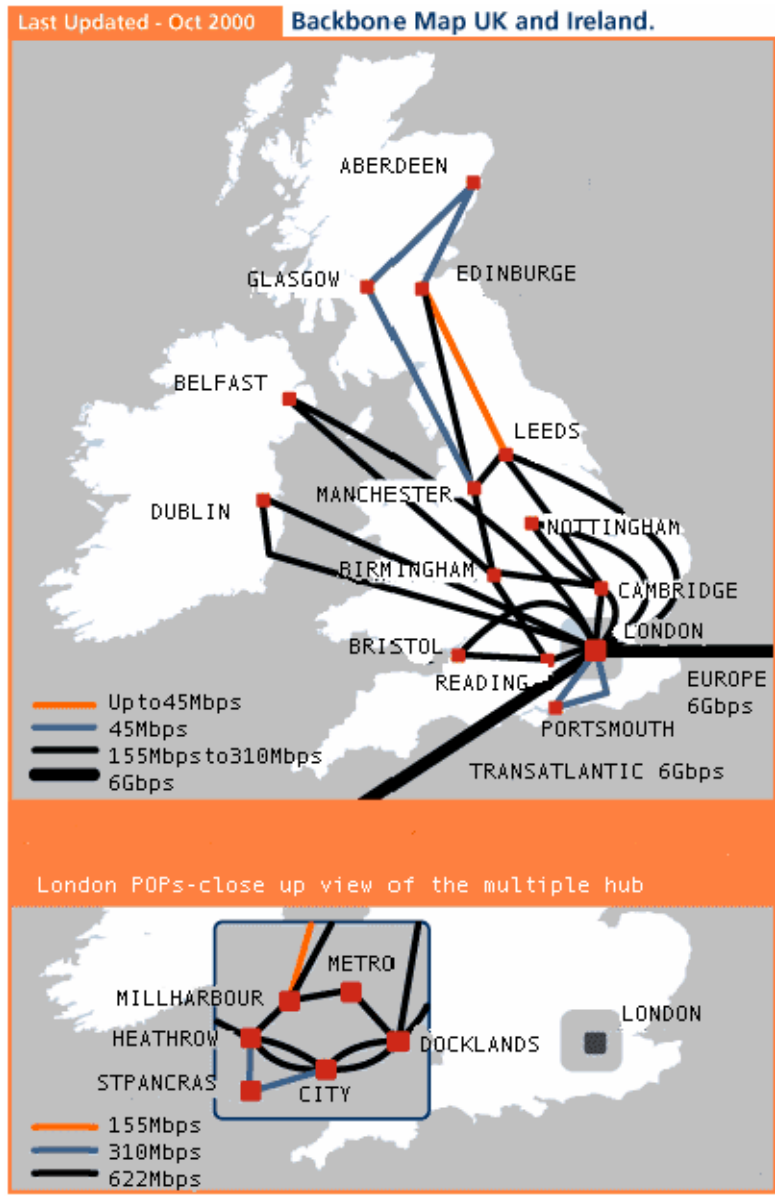 Last Updated - Oct 2000
Backbone Map UK and Ireland.
ABERDEEN
GLASGOW
EDINBURGE
BELFAST
LEEDS
MANCHESTER
DUBLIN
NOTTINGHAM
BIRMINGHAM
CAMBRIDGE
LONDON
BRISTOL
READING
EUROPE
6Gbps
PORTSMOUTH
TRANSATLANTIC 6Gbps
Upto45Mbps
45Mbps
155Mbpsto310Mbps
6Gbps
London POPs-close up view of the multiple hub
METRO
MILLHARBOUR
LONDON
HEATHROW
DOCKLANDS
STPANCRAS
CITY
155Mbps
310Mbps
622Mbps